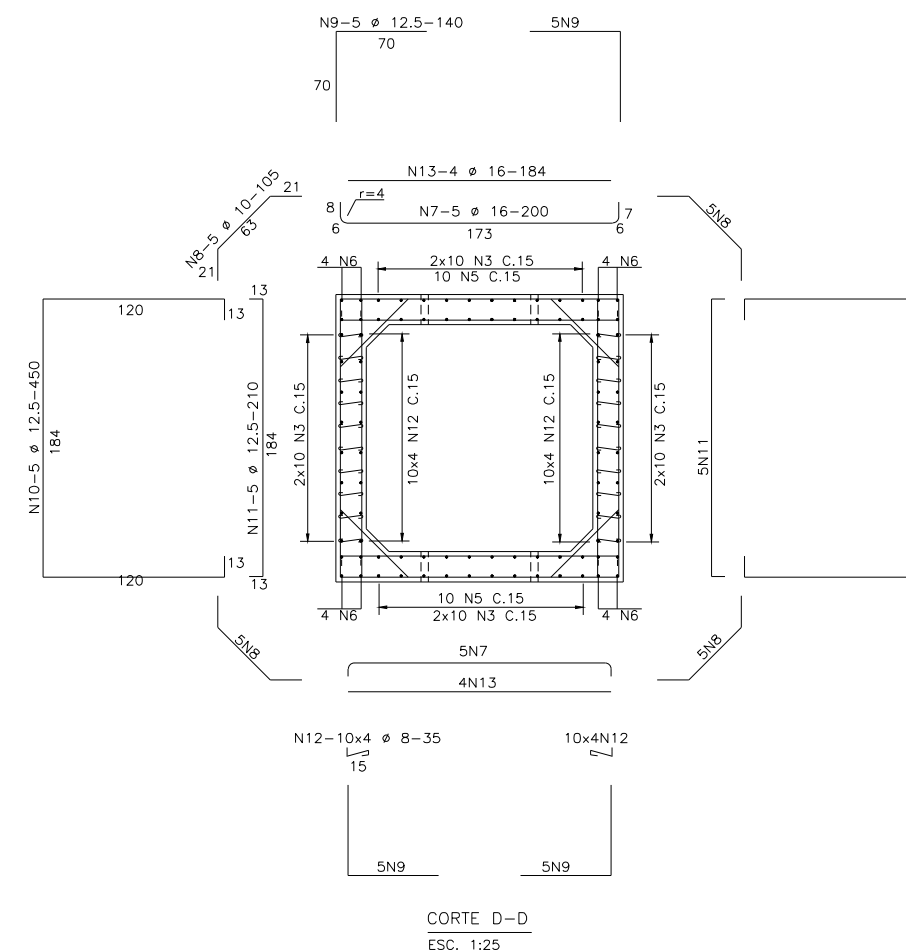 N9-5 ø 12.5-140
5N9
70
70
N13-4 ø 16-184
r=4
21
N8-5 ø 10-105
63
21
8
N7-5 ø 16-200
7
6
173
6
5N8
4 N6
2x10 N3 C.15
10 N5 C.15
4 N6
13
120
13
N10-5 ø 12.5-450
184
N11-5 ø 12.5-210
184
2x10 N3 C.15
10x4 N12 C.15
10x4 N12 C.15
2x10 N3 C.15
5N11
13
120
13
10 N5 C.15
4 N6
2x10 N3 C.15
4 N6
5N8
5N7
5N8
4N13
N12-10x4 ø 8-35
10x4N12
15
5N9
5N9
CORTE D-D
ESC. 1:25